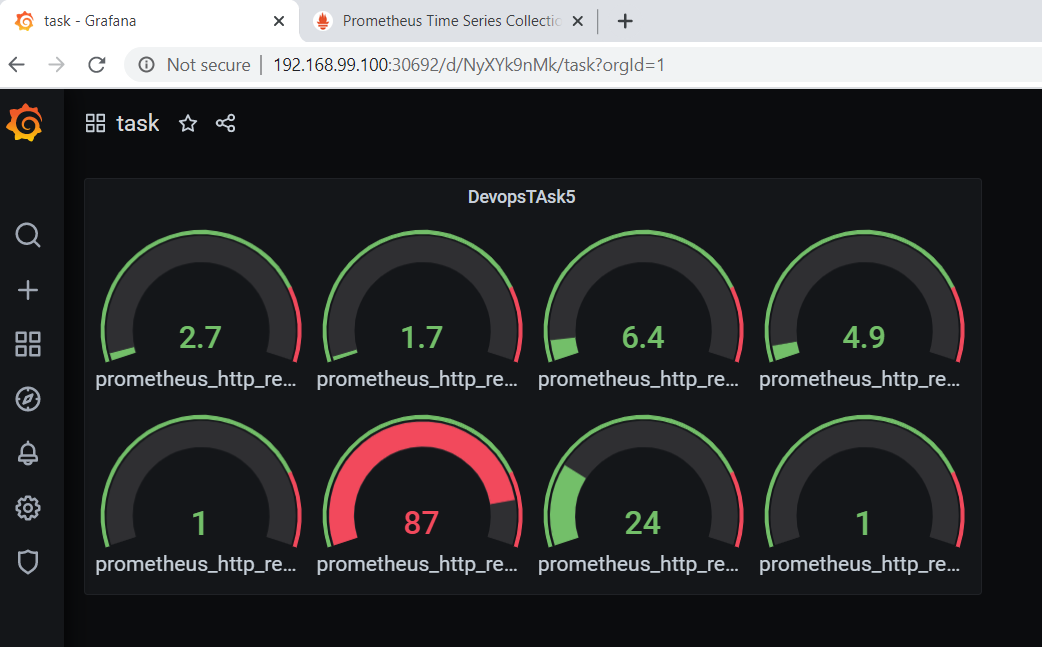 task - Grafana
Prometheus Time Series Collectio
Not secure | 192.168.99.100:30692/d/NyXYk9nMk/task?orgId=1
task
DevopsTAsk5
2.7 1.7 6.4 4.9
prometheus_http_re... prometheus_http_re... prometheus_http_re... prometheus_http_re...
1 87 24 1
prometheus_http_re... prometheus_http_re... prometheus_http_re... prometheus_http_re...